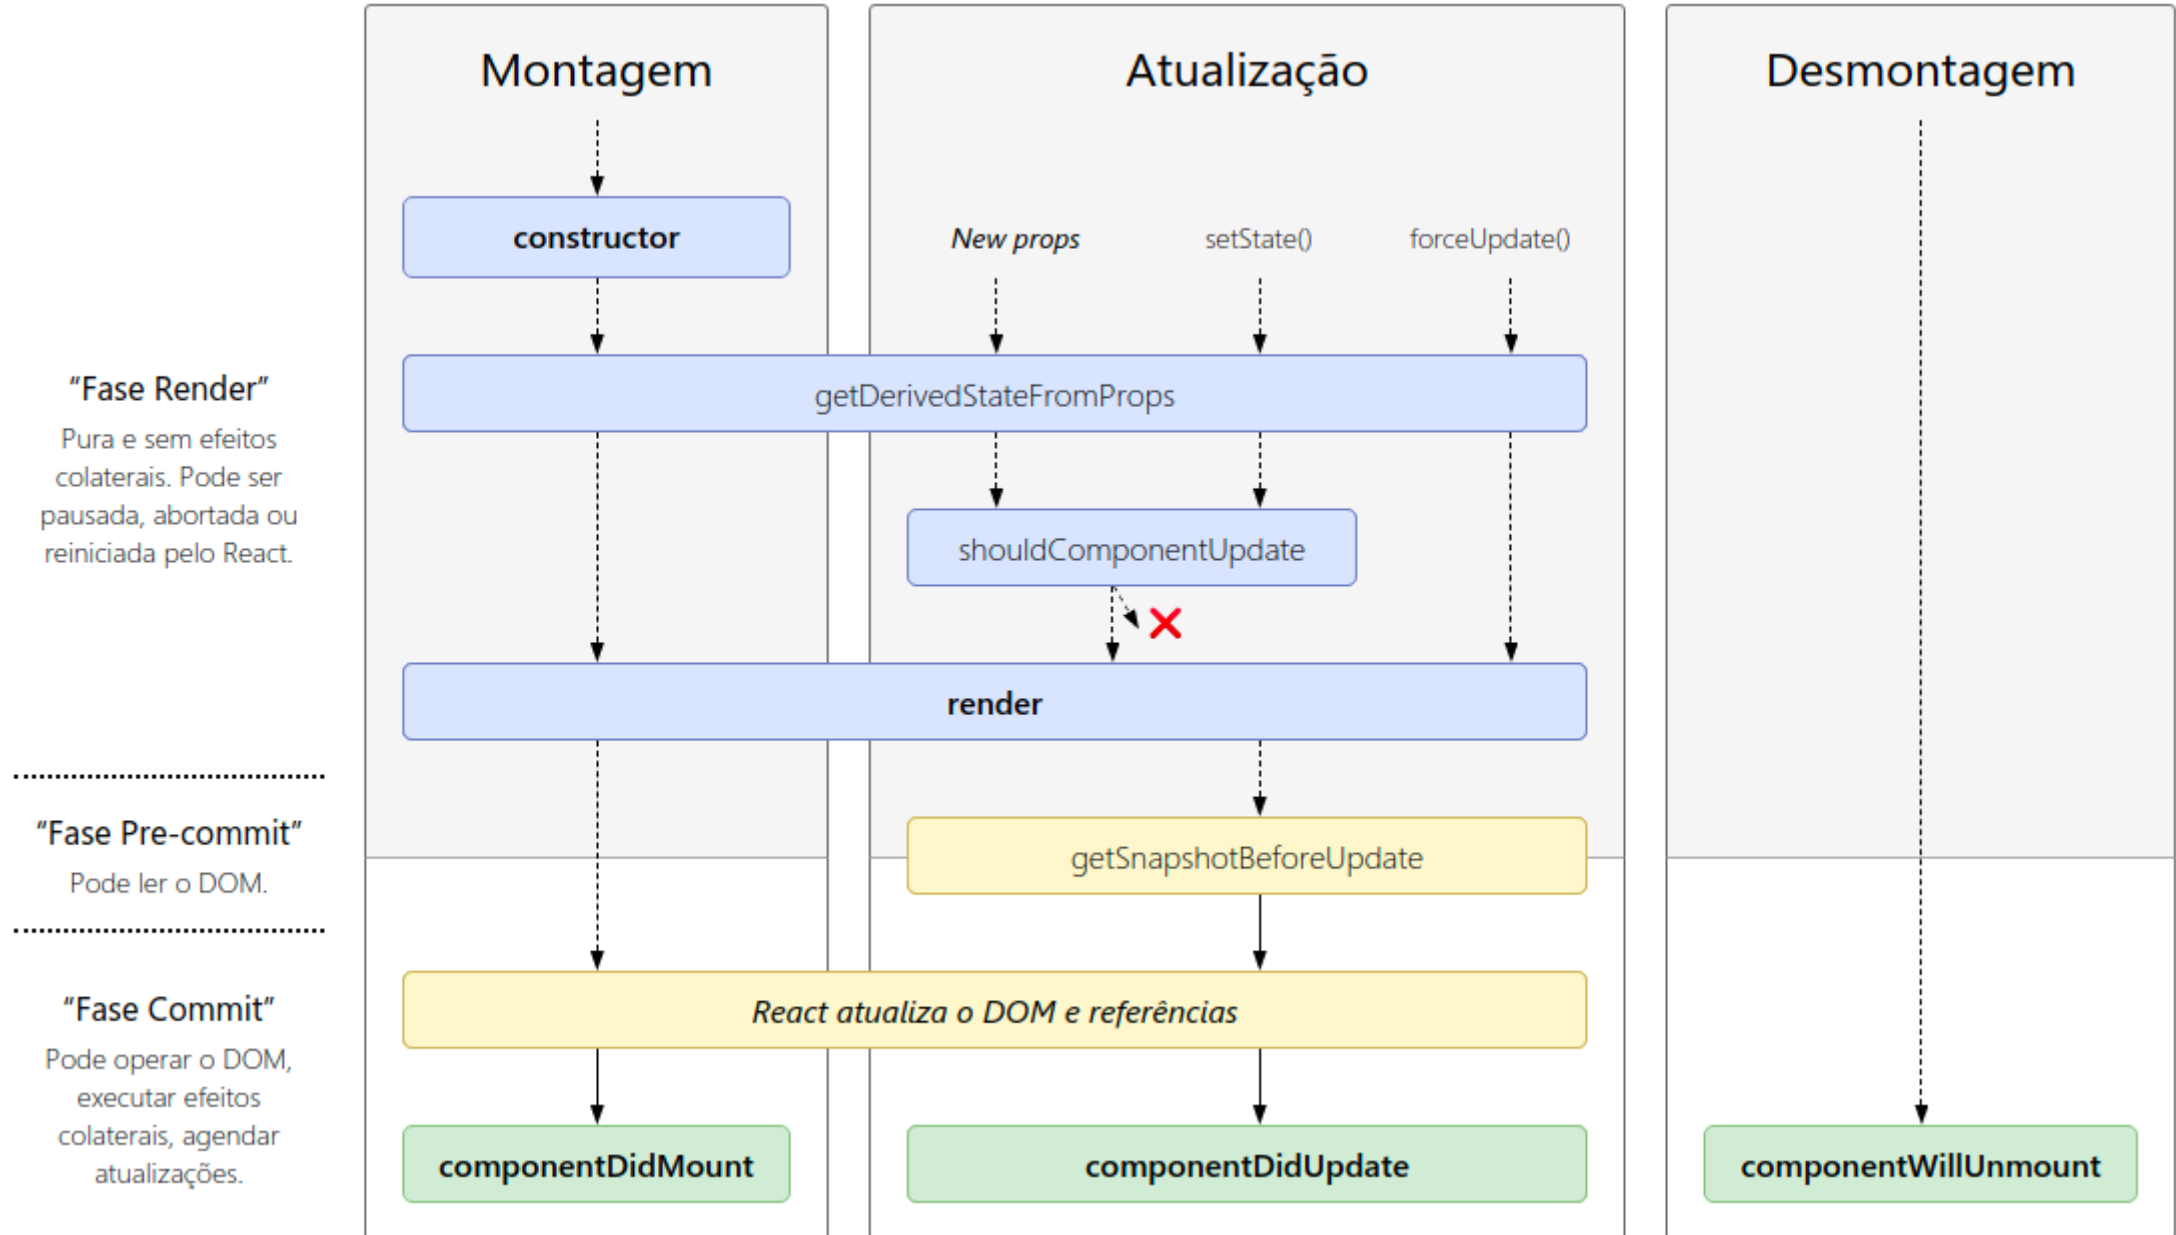 Montagem
Atualização
Desmontagem
constructor
New props
setState()
forceUpdate()
“Fase Render”
Pura e sem efeitos
colaterais. Pode ser
pausada, abortada ou
reiniciada pelo React.
getDerivedStateFromProps
shouldComponentUpdate
render
“Fase Pre-commit”
Pode ler o DOM.
getSnapshotBeforeUpdate
“Fase Commit”
Pode operar o DOM,
executar efeitos
colaterais, agendar
atualizações.
React atualiza o DOM e referências
componentDidMount
componentDidUpdate
componentWillUnmount